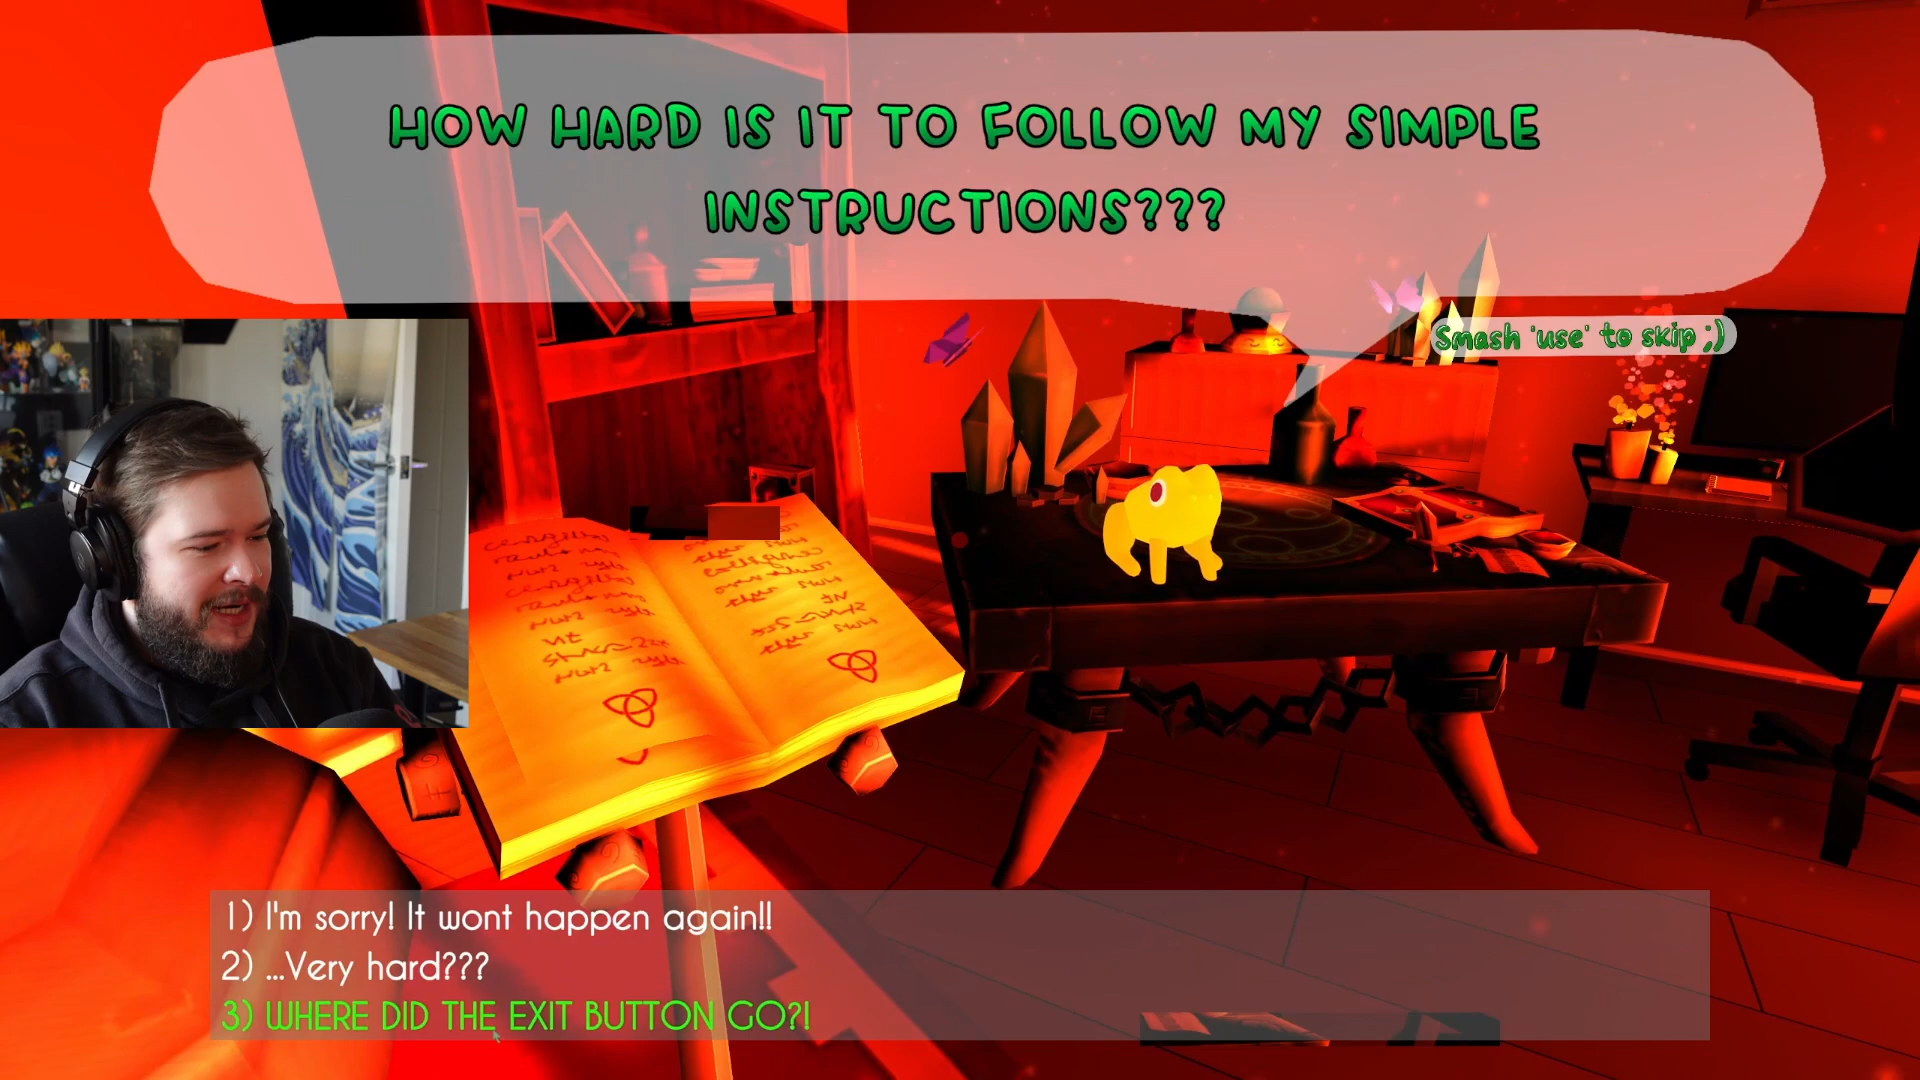 HOW HARD IS IT TO FOLLOW MY SIMPLE
INSTRUCTIONS???
Smash 'use' to skip ;)
1) I'm sorry! It wont happen again!!
2) ...Very hard???
3) WHERE DID THE EXIT BUTTON GO?!